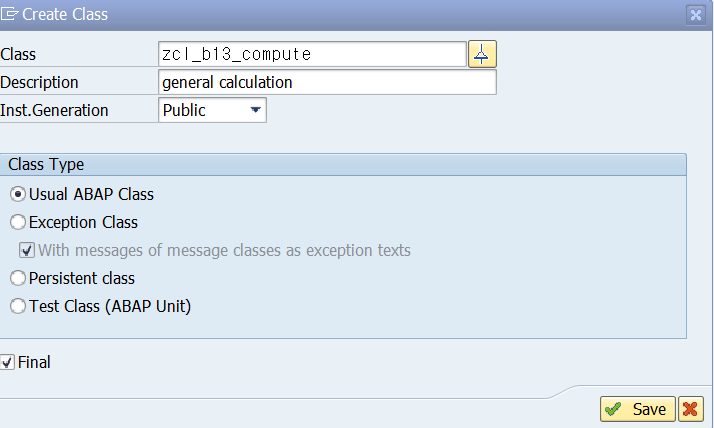 Create Class
Class zcl_b13_compute
Description general calculation
Inst.Generation Public
Class Type
Usual ABAP Class
Exception Class
With messages of message classes as exception texts
Persistent class
Test Class (ABAP Unit)
Final
Save